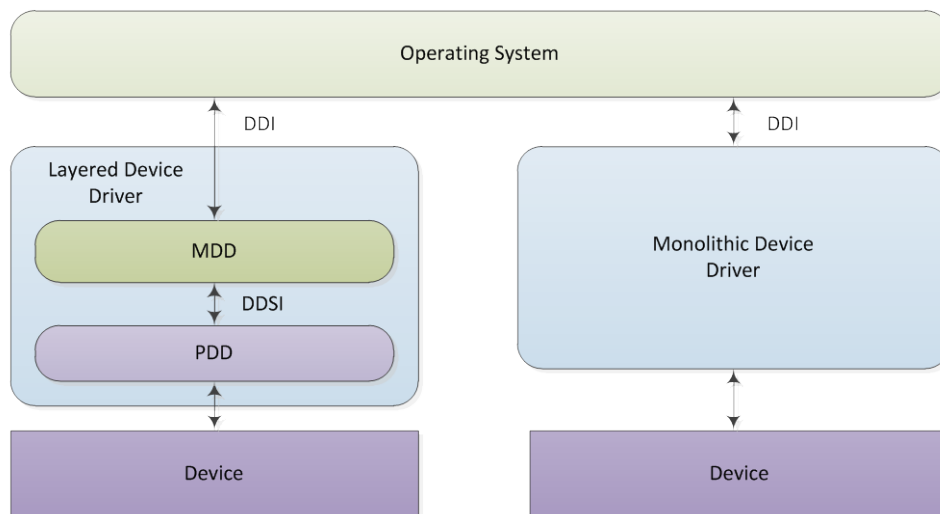 Operating System
DDI
DDI
Layered Device
Driver
MDD
DDSI
PDD
Monolithic Device
Driver
Device
Device